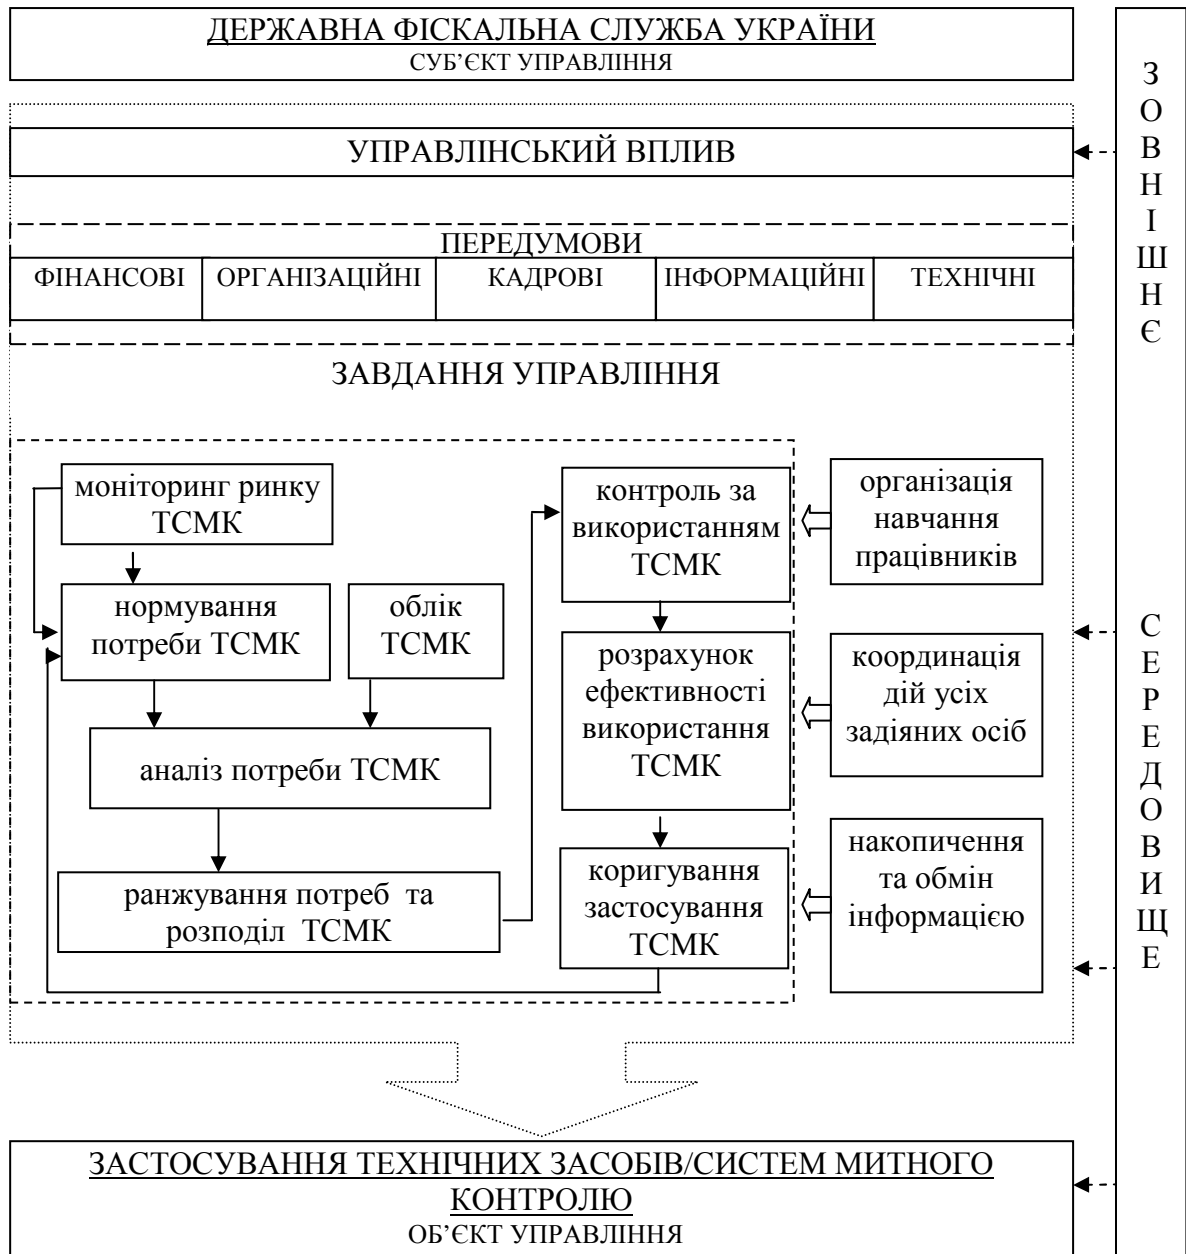 ДЕРЖАВНА ФІСКАЛЬНА СЛУЖБА УКРАЇНИ
СУБ’ЄКТ УПРАВЛІННЯ
УПРАВЛІНСЬКИЙ ВПЛИВ
ПЕРЕДУМОВИ
ФІНАНСОВІ
ОРГАНІЗАЦІЙНІ
КАДРОВІ
ІНФОРМАЦІЙНІ
ТЕХНІЧНІ
ЗАВДАННЯ УПРАВЛІННЯ
моніторинг ринку
ТСМК
нормування
потреби ТСМК
облік
ТСМК
аналіз потреби ТСМК
ранжування потреб та
розподіл ТСМК
контроль за
використанням
ТСМК
розрахунок
ефективності
використання
ТСМК
коригування
застосування
ТСМК
організація
навчання
працівників
координація
дій усіх
задіяних осіб
накопичення
та обмін
інформацією
ЗАСТОСУВАННЯ ТЕХНІЧНИХ ЗАСОБІВ/СИСТЕМ МИТНОГО
КОНТРОЛЮ
ОБ’ЄКТ УПРАВЛІННЯ
ЗОВНІШНЄ
СЕРЕДОВИЩЕ